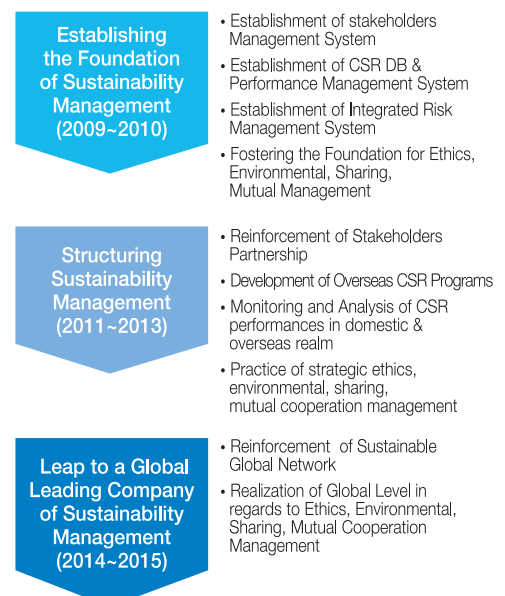 Establishing
the Foundation
of Sustainability
Management
(2009~2010)
• Establishment of stakeholders
Management System
• Establishment of CSR DB &
Performance Management System
• Establishment of Integrated Risk
Management System
• Fostering the Foundation for Ethics,
Environmental, Sharing,
Mutual Management
Structuring
Sustainability
Management
(2011~2013)
• Reinforcement of Stakeholders
Partnership
• Development of Overseas CSR Programs
• Monitoring and Analysis of CSR
performances in domestic &
overseas realm
• Practice of strategic ethics,
environmental, sharing,
mutual cooperation management
Leap to a Global
Leading Company
of Sustainability
Management
(2014~2015)
• Reinforcement of Sustainable
Global Network
• Realization of Global Level in
regards to Ethics, Environmental,
Sharing, Mutual Cooperation
Management